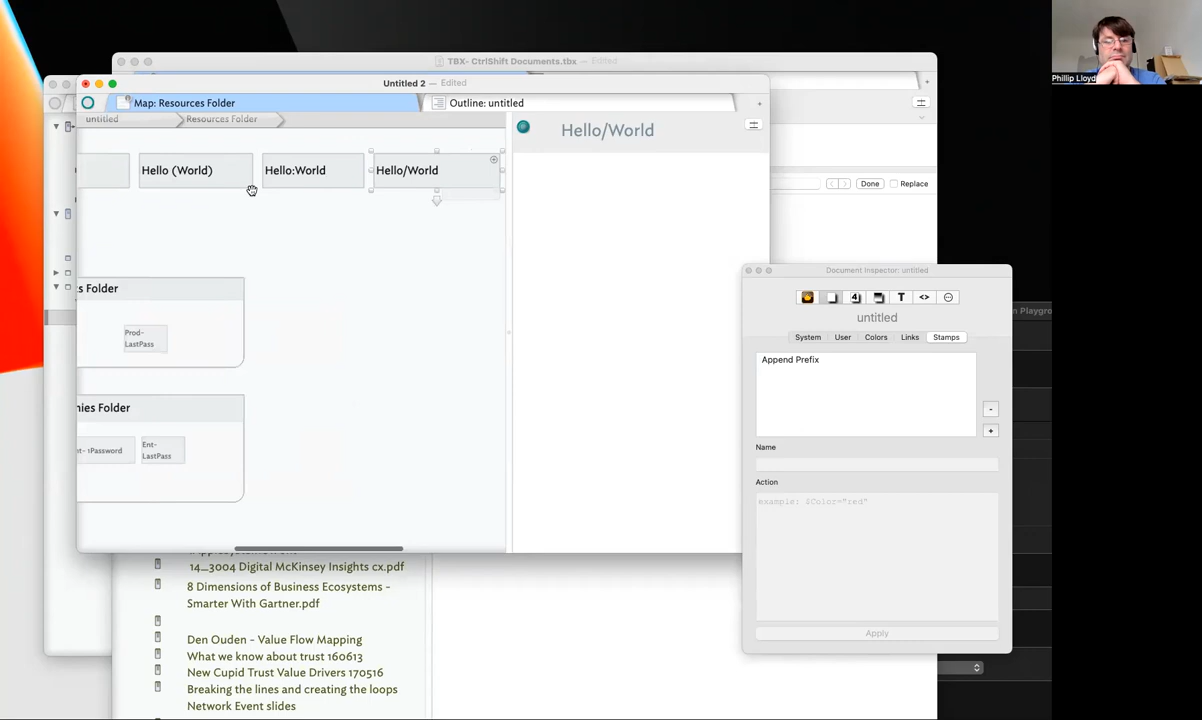 TBX- CtrlShift Documents.tbx — Edited
Untitled 2 — Edited
Map: Resources Folder
Outline: untitled
untitled
Resources Folder
Hello (World)
Hello:World
Hello/World
Hello/World
Done
Replace
s Folder
Prod-
LastPass
nies Folder
1Password
Ent-
LastPass
14_3004 Digital McKinsey Insights cx.pdf
8 Dimensions of Business Ecosystems -
Smarter With Gartner.pdf
Den Ouden - Value Flow Mapping
What we know about trust 160613
New Cupid Trust Value Drivers 170516
Breaking the lines and creating the loops
Network Event slides
Document Inspector: untitled
untitled
System
User
Colors
Links
Stamps
Append Prefix
-
+
Name
Action
example: $Color="red"
Apply
n Playgrou
Phillip Lloyd